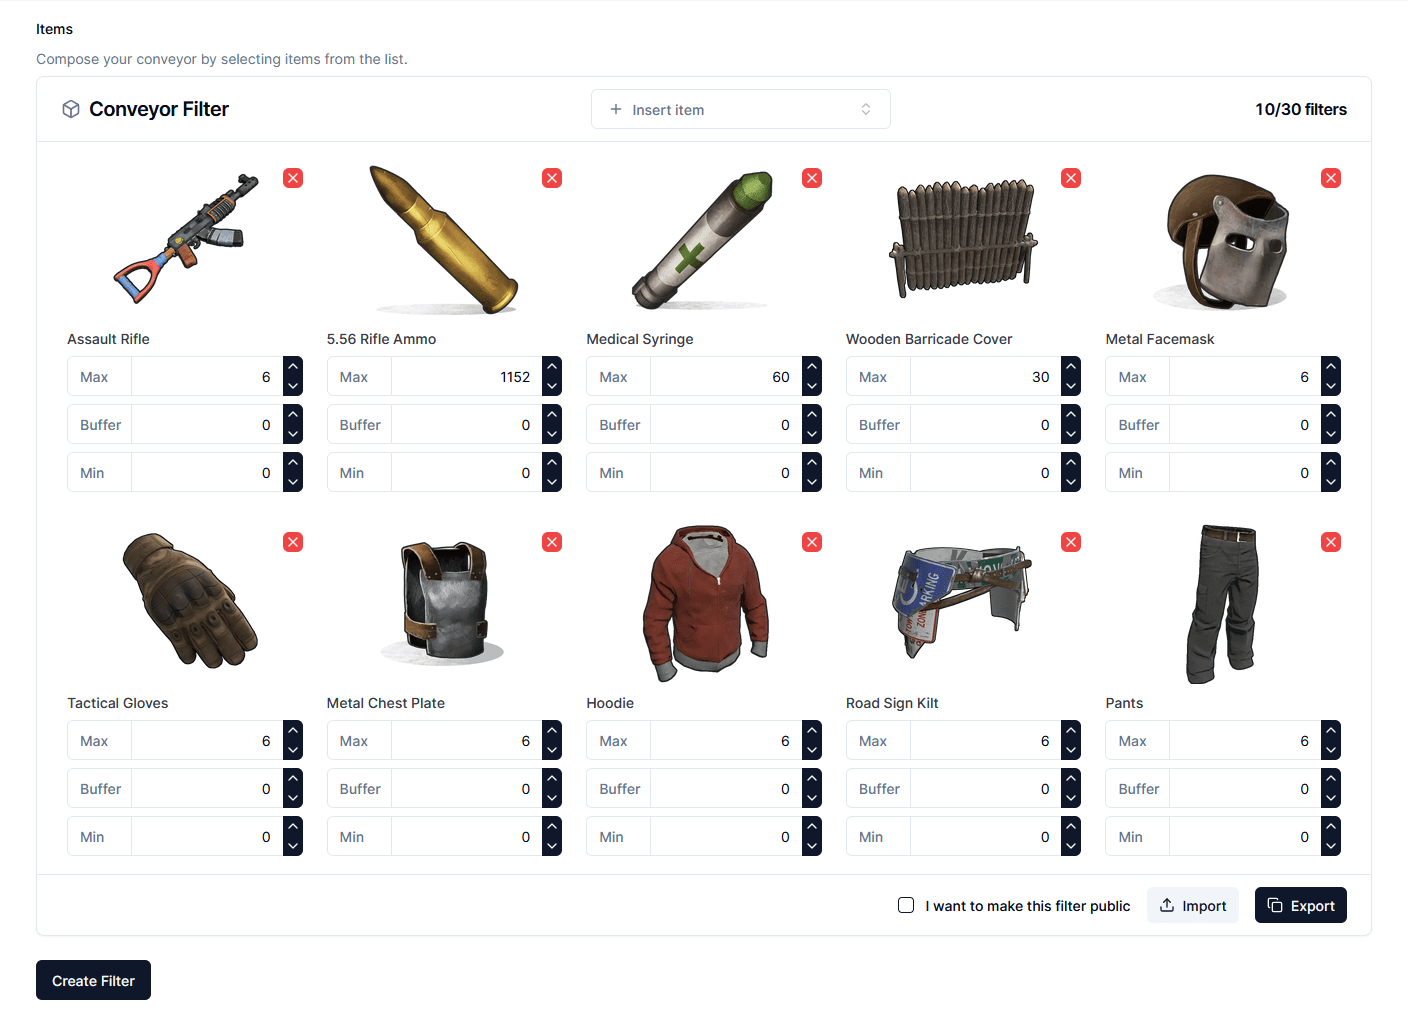 Items
Compose your conveyor by selecting items from the list.
Conveyor Filter
Insert item
10/30 filters
Assault Rifle
5.56 Rifle Ammo
Medical Syringe
Wooden Barricade Cover
Metal Facemask
Max 6
Max 1152
Max 60
Max 30
Max 6
Buffer 0
Buffer 0
Buffer 0
Buffer 0
Buffer 0
Min 0
Min 0
Min 0
Min 0
Min 0
Tactical Gloves
Metal Chest Plate
Hoodie
Road Sign Kilt
Pants
Max 6
Max 6
Max 6
Max 6
Max 6
Buffer 0
Buffer 0
Buffer 0
Buffer 0
Buffer 0
Min 0
Min 0
Min 0
Min 0
Min 0
I want to make this filter public
Import
Export
Create Filter